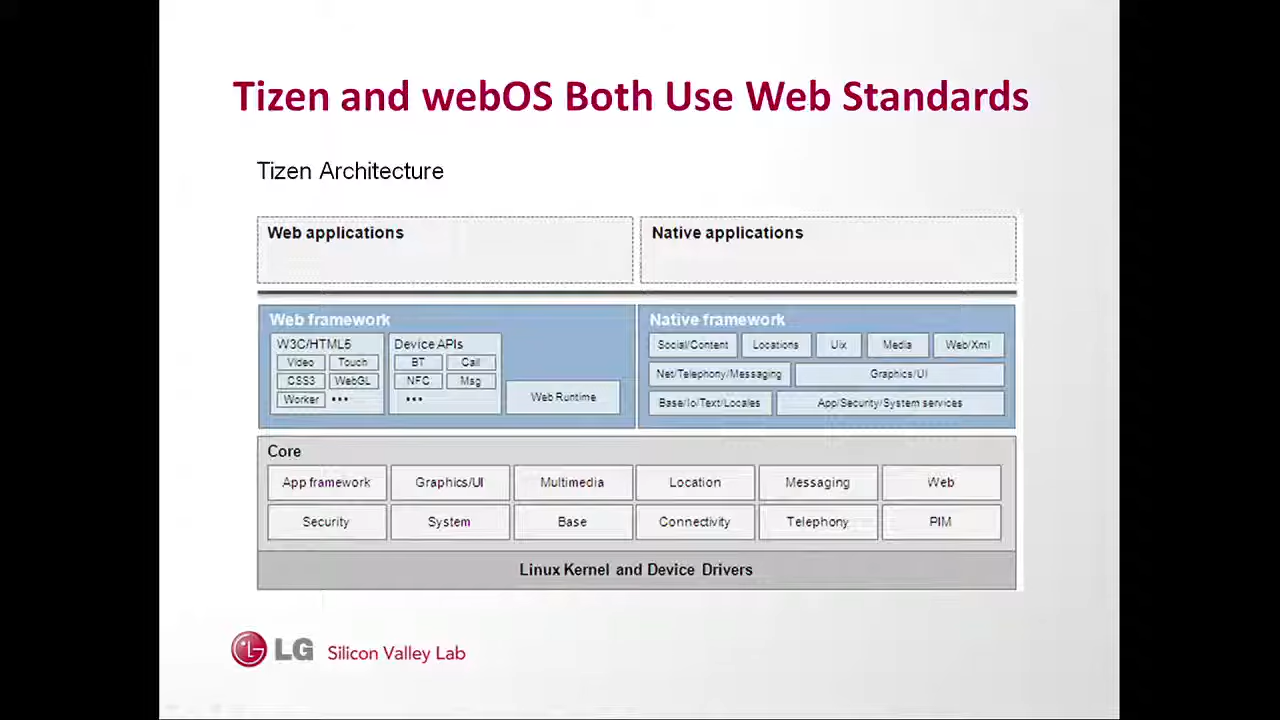 Tizen and webOS Both Use Web Standards
Tizen Architecture
Web applications
Native applications
Web framework
W3C/HTML5
Video
Touch
CSS3
WebGL
Worker
•••
Device APIs
BT
Call
NFC
Msg
•••
Web Runtime
Native framework
Social/Content
Locations
Uix
Media
Web/Xml
Net/Telephony/Messaging
Graphics/UI
Base/Io/Text/Locales
App/Security/System services
Core
App framework
Graphics/UI
Multimedia
Location
Messaging
Web
Security
System
Base
Connectivity
Telephony
PIM
Linux Kernel and Device Drivers
LG Silicon Valley Lab